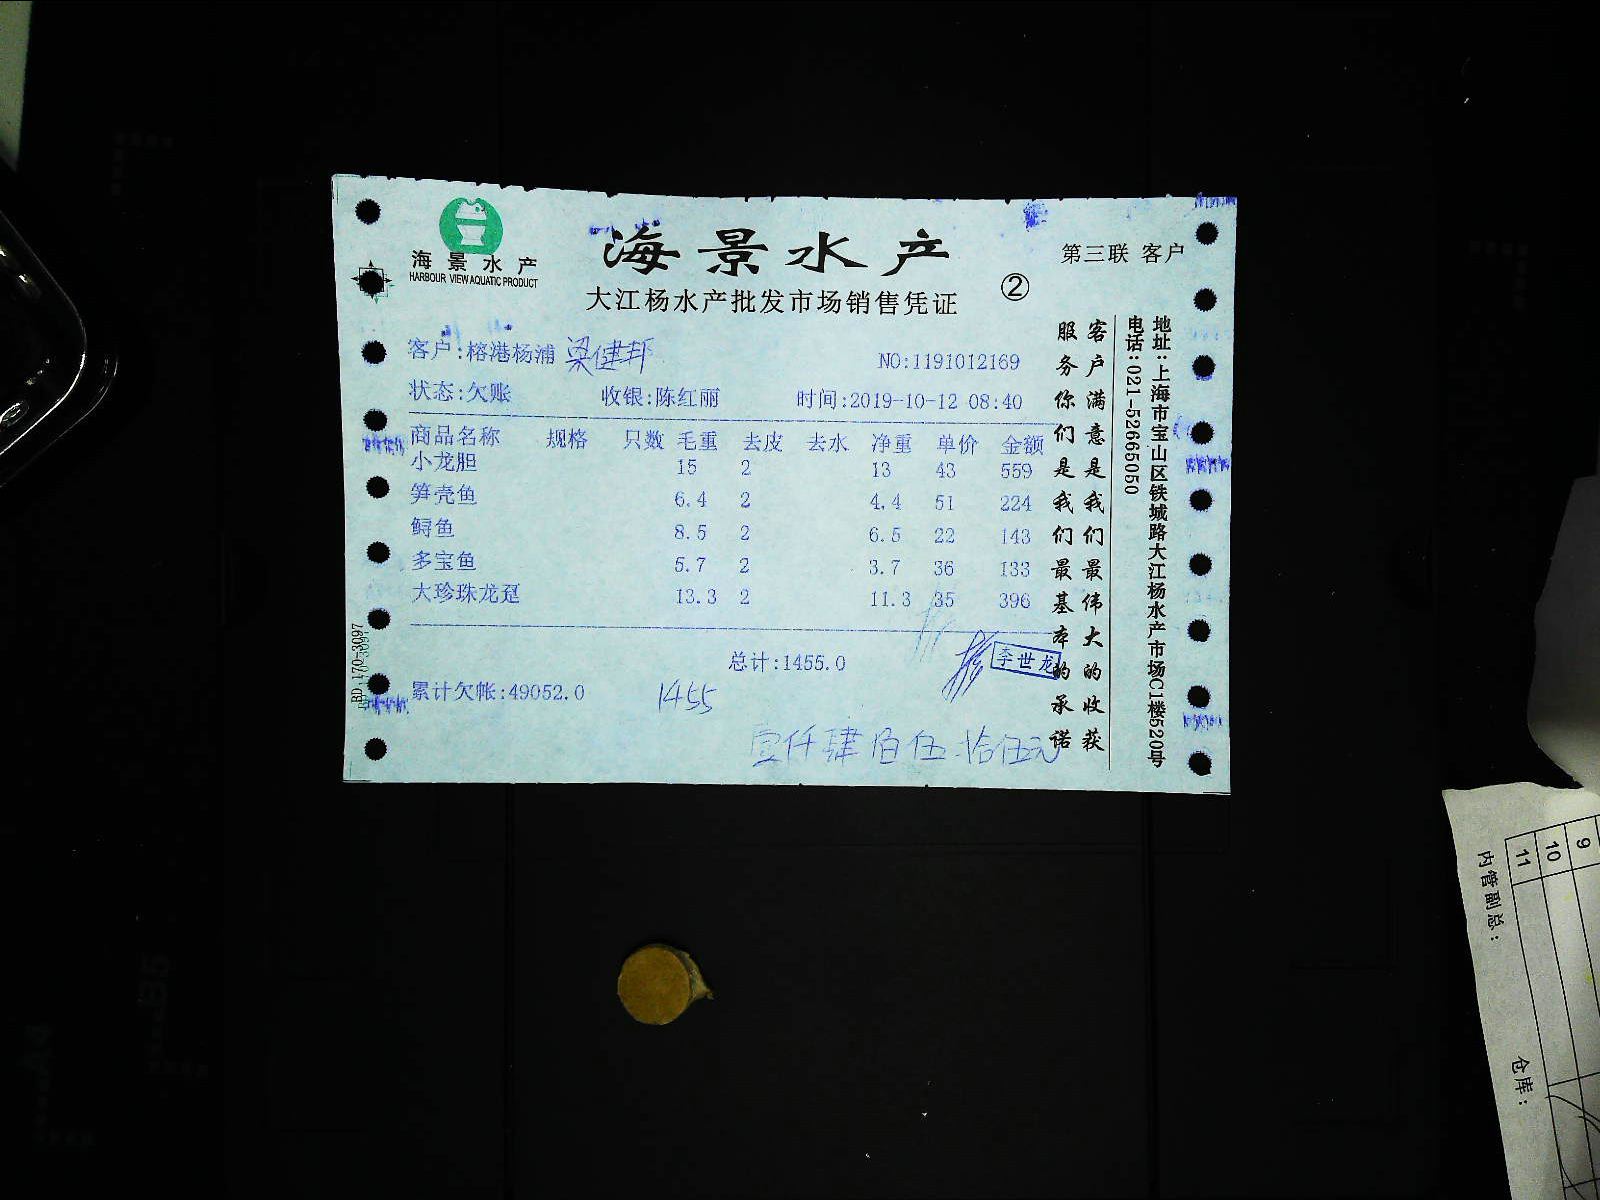 海景水产
HARBOUR VIEW AQUATIC PRODUCT
海景水产
大江杨水产批发市场销售凭证
②
第三联 客户
客户:榕港杨浦 梁健邦
NO:1191012169
状态:欠账 收银:陈红丽 时间:2019-10-12 08:40
商品名称 规格 只数 毛重 去皮 去水 净重 单价 金额
小龙胆 15 2 13 43 559
笋壳鱼 6.4 2 4.4 51 224
鲟鱼 8.5 2 6.5 22 143
多宝鱼 5.7 2 3.7 36 133
大珍珠龙趸 13.3 2 11.3 35 396
总计:1455.0
李世龙
累计欠帐:49052.0 1455
壹仟肆佰伍拾伍元
客户满意是我们最伟大的收获
服务你们是我们最基本的承诺
地址:上海市宝山区铁城路大江杨水产市场C1楼520号
电话:021-52665050
170-3097
9
10
11
内管副总:
仓库: